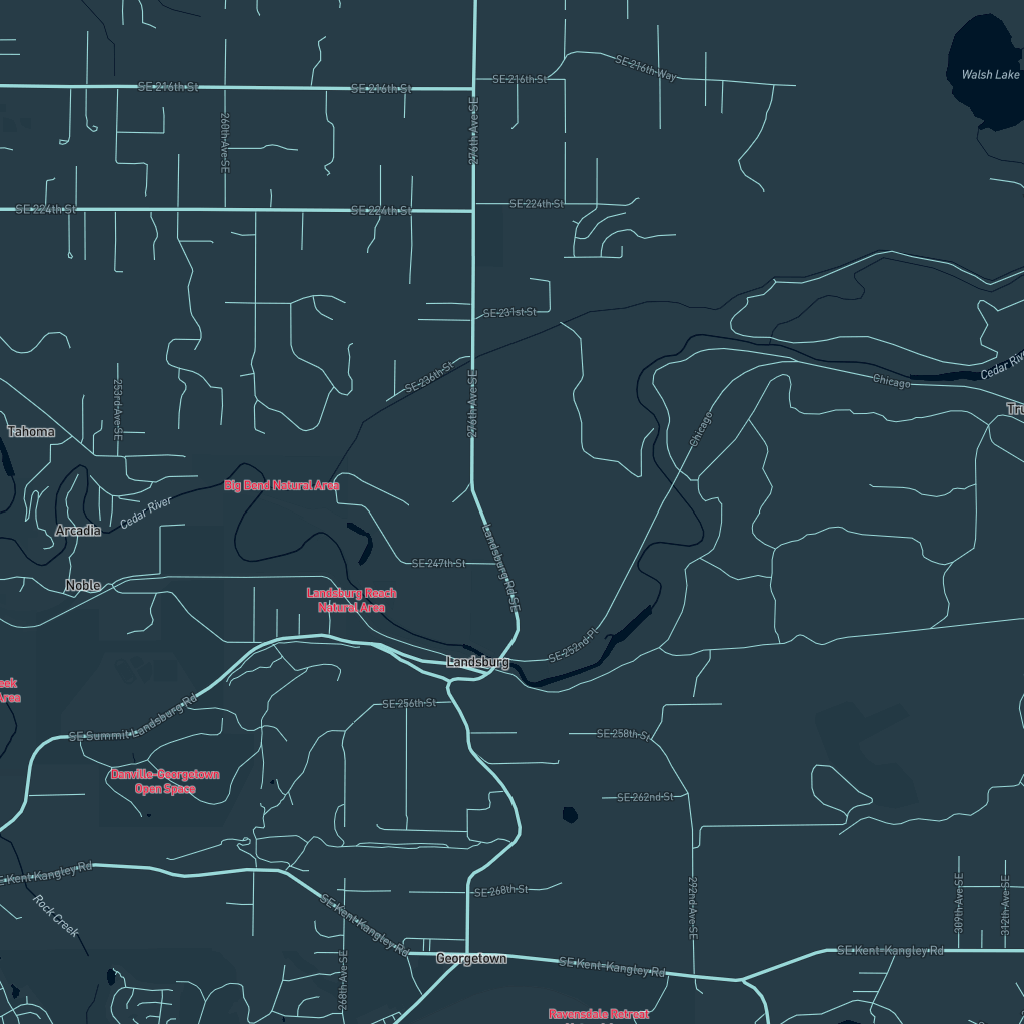 Walsh Lake
SE 216th Way
SE 216th St
SE 216th St
SE 216th St
276th Ave SE
260th Ave SE
SE 224th St
SE 224th St
SE 224th St
SE 231st St
Cedar
Chicago
SE 236th St
253rd Ave SE
276th Ave SE
Chicago
Tahoma
Big Bend Natural Area
Cedar River
Arcadia
Landsburg Rd SE
SE 247th St
Noble
Landsburg Reach
Natural Area
SE 252nd Pl
Landsburg
Area
SE 256th St
SE Summit Landsburg Rd
SE 258th St
Danville-Georgetown
Open Space
SE 262nd St
SE Kent Kangley Rd
SE 268th St
292nd Ave SE
309th Ave SE
312th Ave SE
Rock Creek
SE Kent Kangley Rd
SE Kent-Kangley Rd
Georgetown
SE Kent-Kangley Rd
268th Ave SE
Ravensdale Retreat